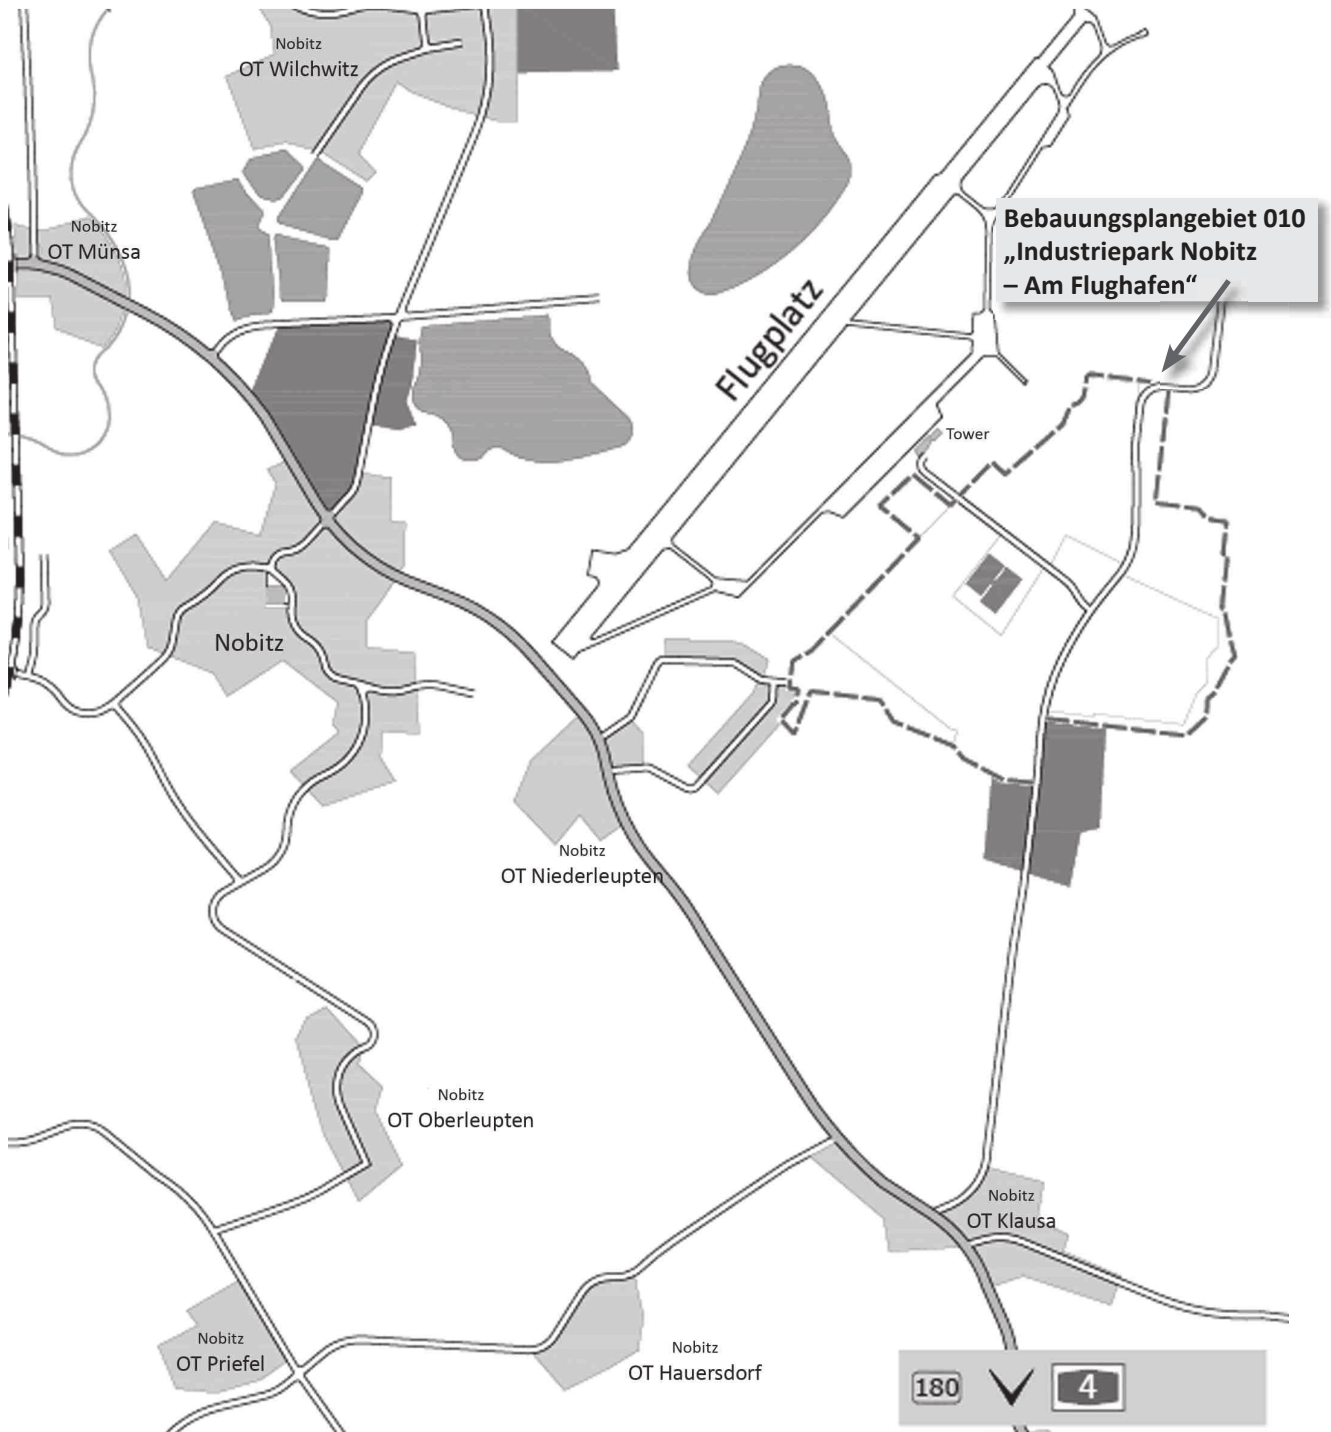 Nobitz
OT Wilchwitz
Nobitz
OT Münsa
Bebauungsplangebiet 010
„Industriepark Nobitz
– Am Flughafen“
Flugplatz
Tower
Nobitz
Nobitz
OT Niederleupten
Nobitz
OT Oberleupten
Nobitz
OT Klausa
Nobitz
OT Priefel
Nobitz
OT Hauersdorf
180
4